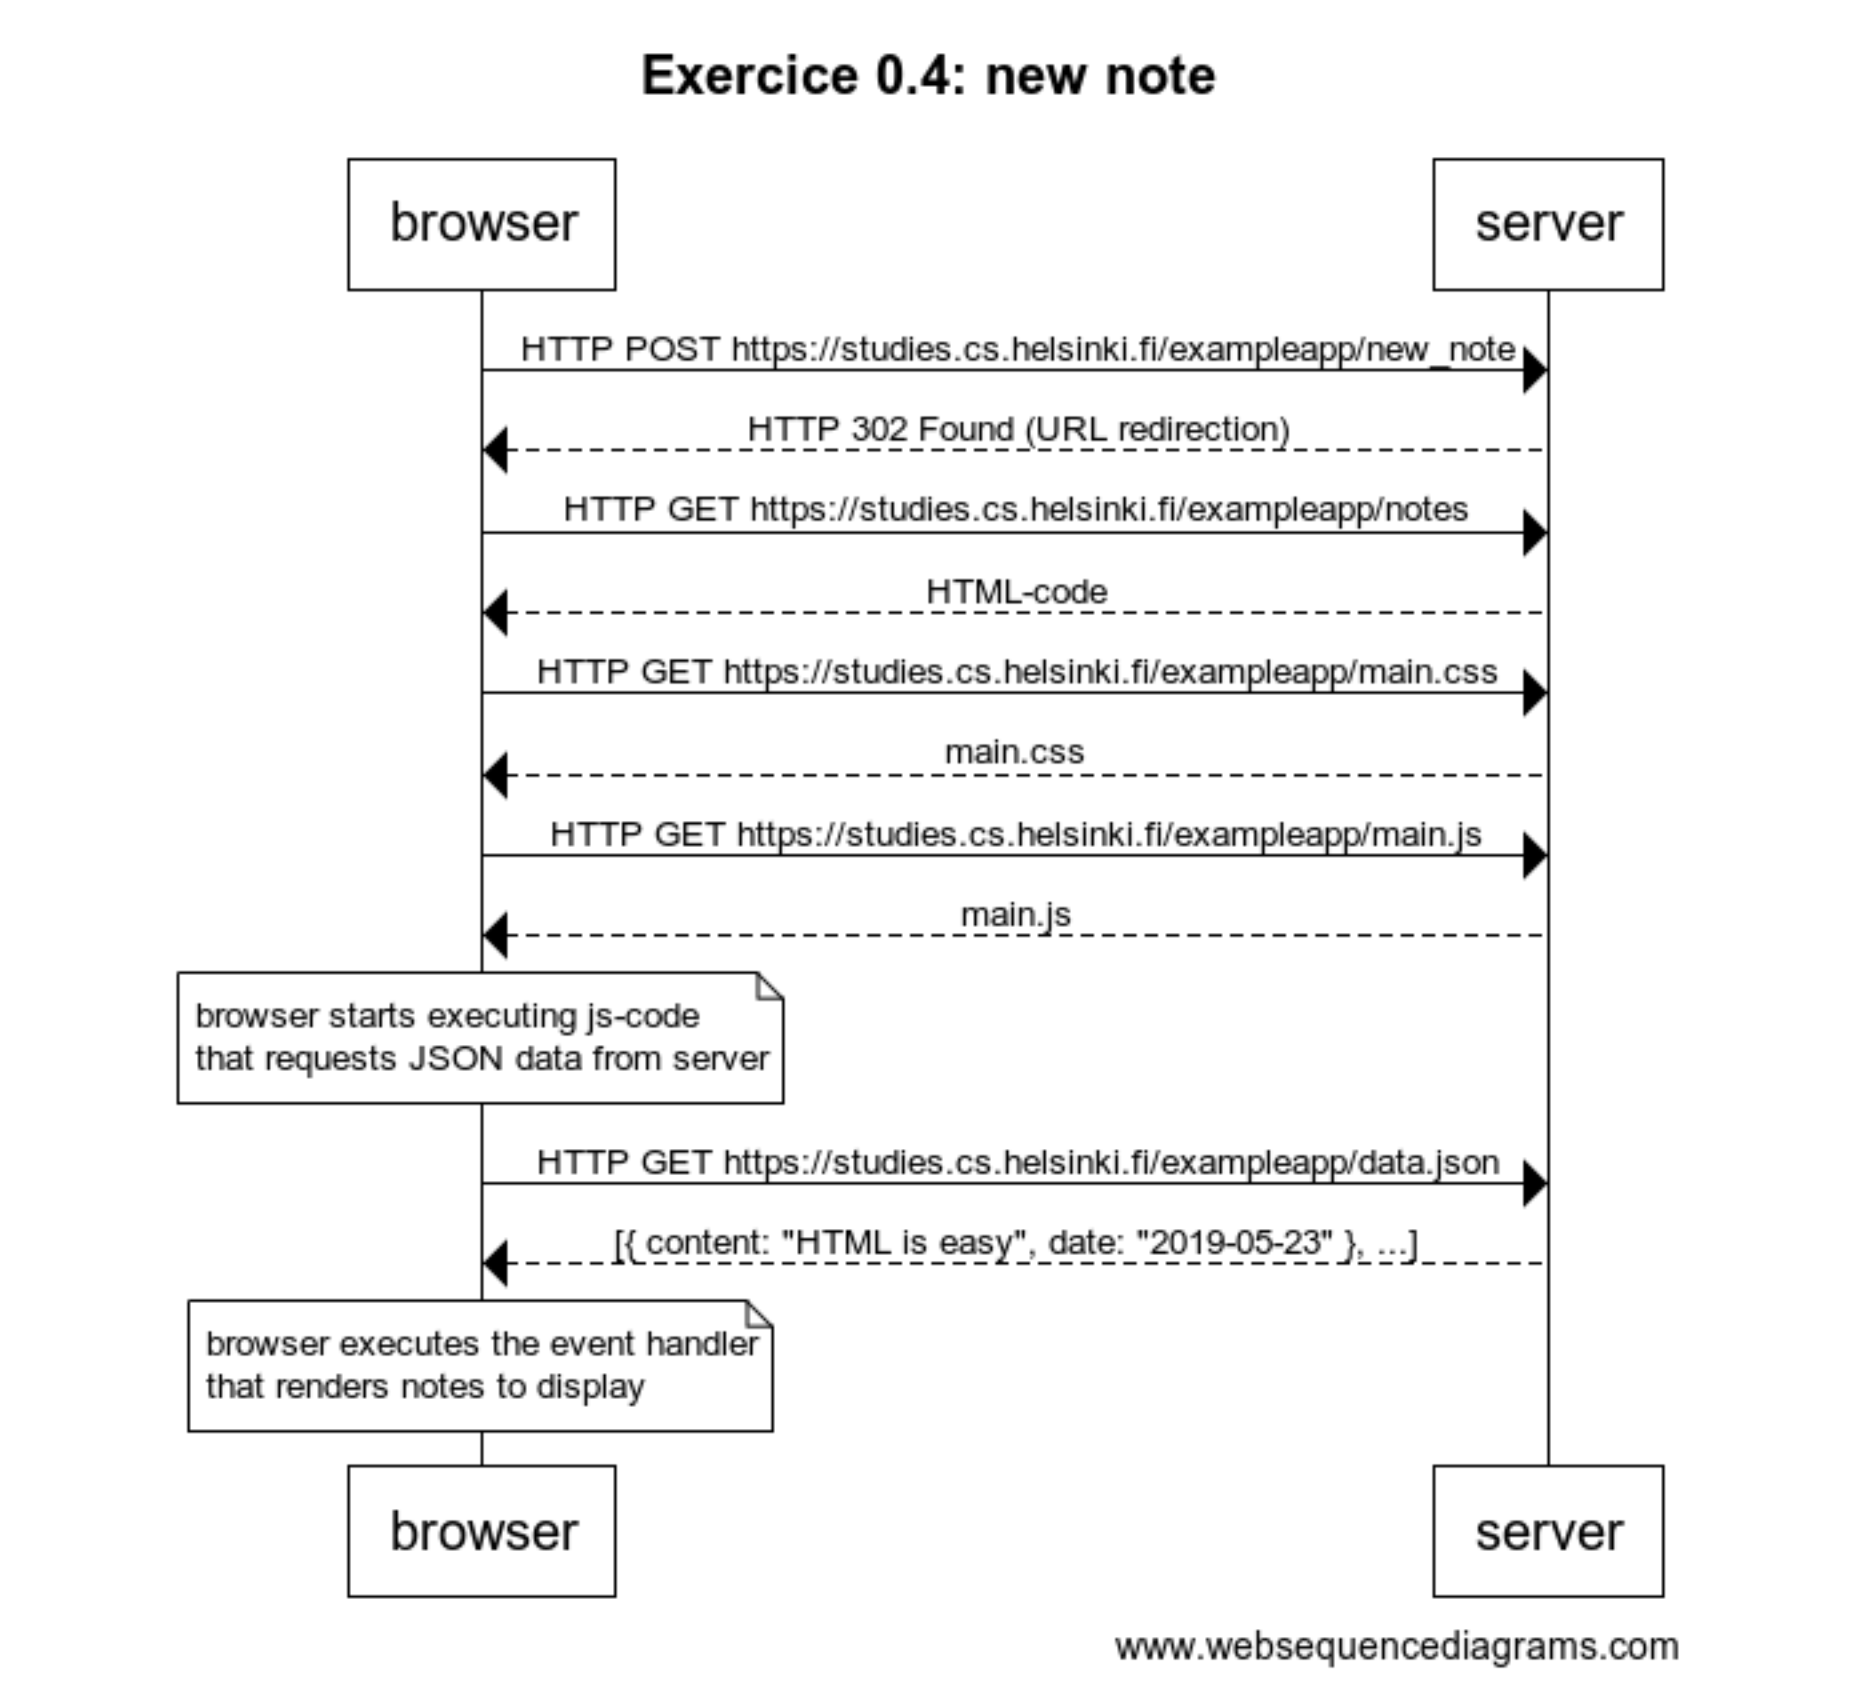 Exercice 0.4: new note
browser
server
HTTP POST https://studies.cs.helsinki.fi/exampleapp/new_note
HTTP 302 Found (URL redirection)
HTTP GET https://studies.cs.helsinki.fi/exampleapp/notes
HTML-code
HTTP GET https://studies.cs.helsinki.fi/exampleapp/main.css
main.css
HTTP GET https://studies.cs.helsinki.fi/exampleapp/main.js
main.js
browser starts executing js-code
that requests JSON data from server
HTTP GET https://studies.cs.helsinki.fi/exampleapp/data.json
[{ content: "HTML is easy", date: "2019-05-23" }, ...]
browser executes the event handler
that renders notes to display
browser
server
www.websequencediagrams.com